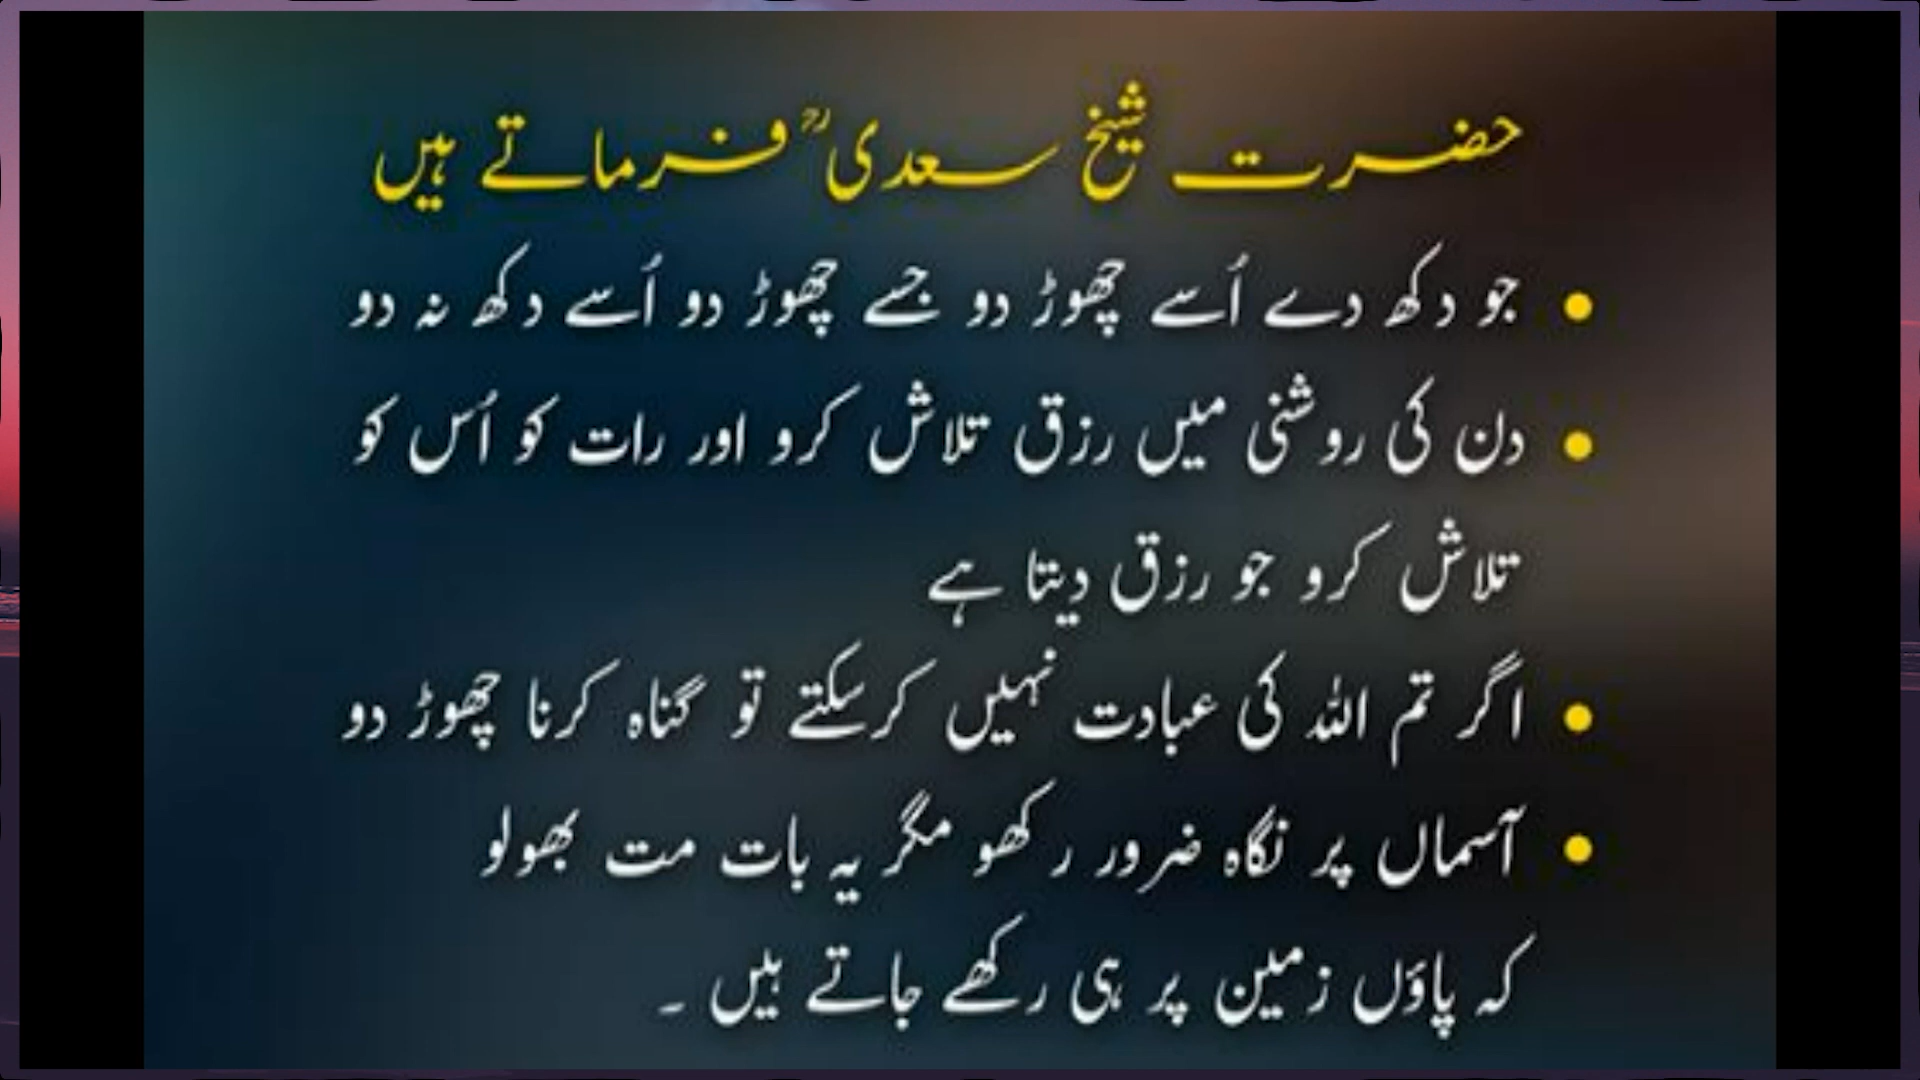 حضرت شیخ سعدیؒ فرماتے ہیں
• جو دکھ دے اُسے چھوڑ دو جسے چھوڑ دو اُسے دکھ نہ دو
• دن کی روشنی میں رزق تلاش کرو اور رات کو اُس کو
تلاش کرو جو رزق دیتا ہے
• اگر تم اللہ کی عبادت نہیں کرسکتے تو گناہ کرنا چھوڑ دو
• آسماں پر نگاہ ضرور رکھو مگر یہ بات مت بھولو
کہ پاؤں زمین پر ہی رکھے جاتے ہیں ۔